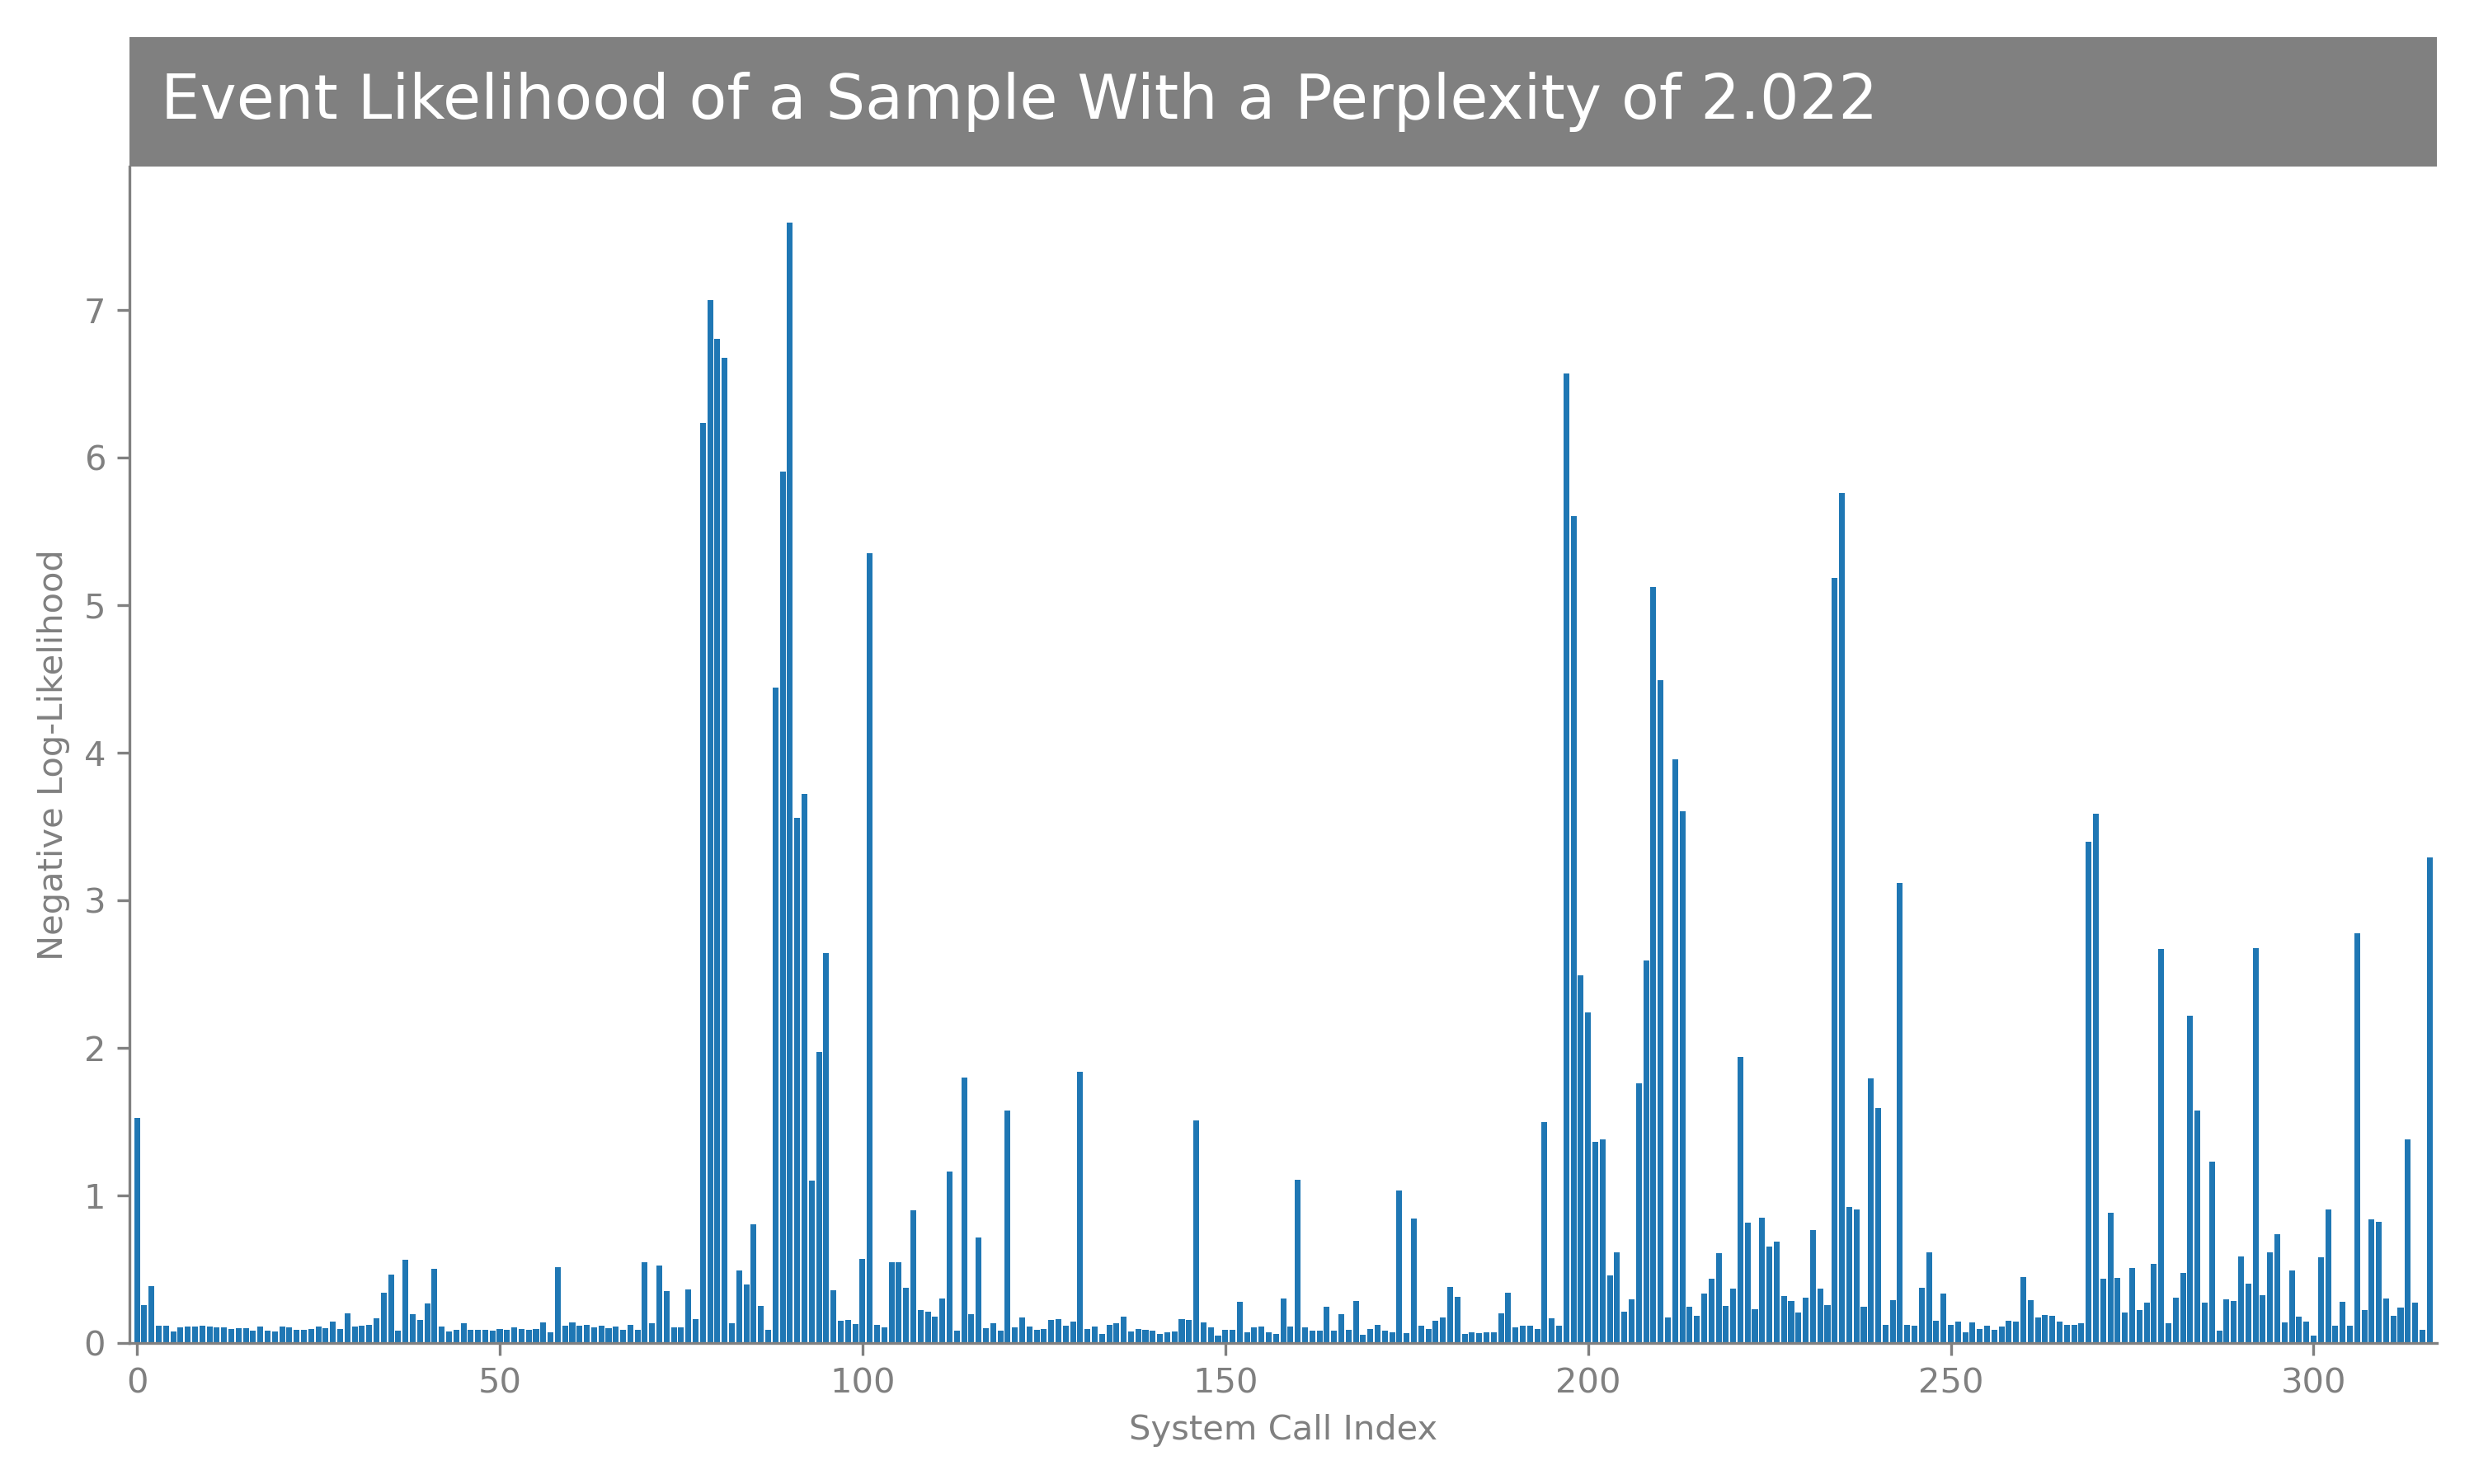 Event Likelihood of a Sample With a Perplexity of 2.022
Negative Log-Likelihood
7
6
5
4
3
2
1
0
0 50 100 150 200 250 300
System Call Index